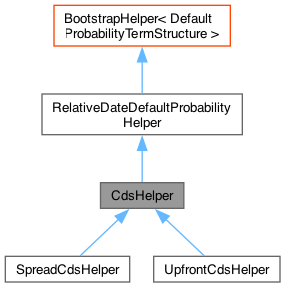 BootstrapHelper< Default
ProbabilityTermStructure >
RelativeDateDefaultProbability
Helper
CdsHelper
SpreadCdsHelper
UpfrontCdsHelper